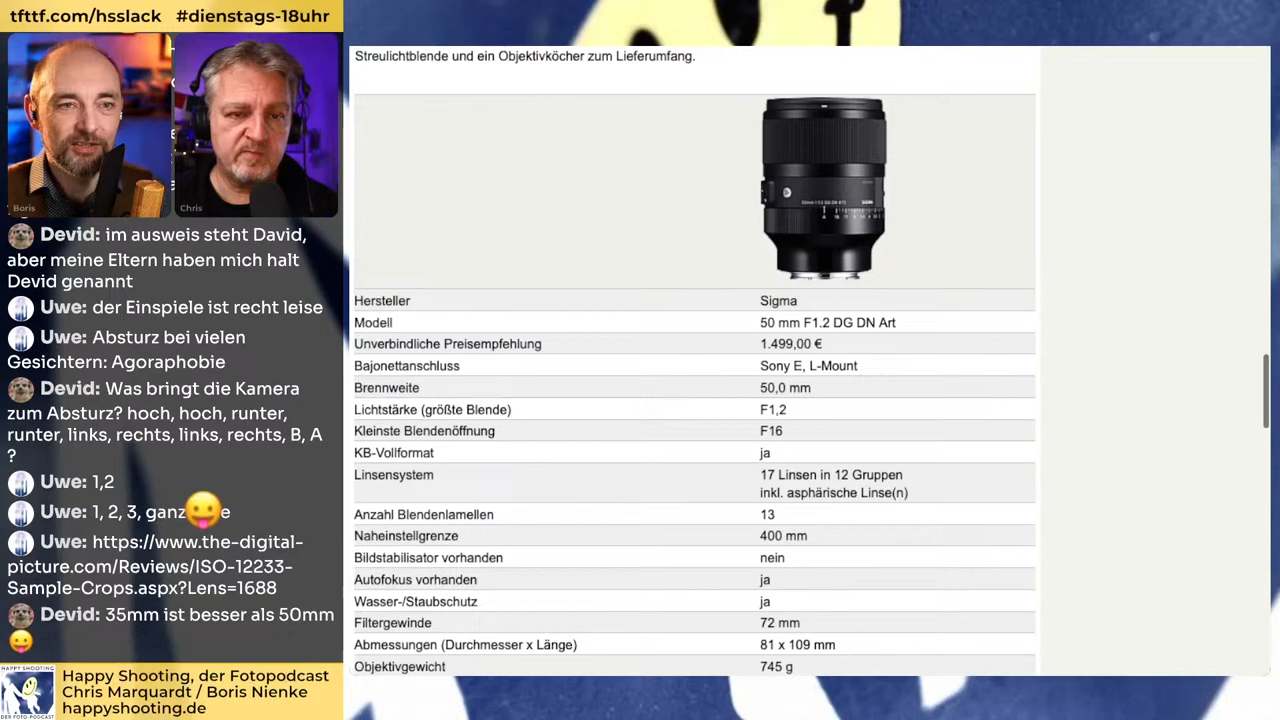 tfttf.com/hsslack #dienstags-18uhr
Boris
Chris
Devid: im ausweis steht David,
aber meine Eltern haben mich halt
Devid genannt
Uwe: der Einspiele ist recht leise
Uwe: Absturz bei vielen
Gesichtern: Agoraphobie
Devid: Was bringt die Kamera
zum Absturz? hoch, hoch, runter,
runter, links, rechts, links, rechts, B, A
?
Uwe: 1,2
Uwe: 1, 2, 3, ganz
Uwe: https://www.the-digital-
picture.com/Reviews/ISO-12233-
Sample-Crops.aspx?Lens=1688
Devid: 35mm ist besser als 50mm
HAPPY SHOOTING
DER FOTO-PODCAST
Happy Shooting, der Fotopodcast
Chris Marquardt / Boris Nienke
happyshooting.de
Streulichtblende und ein Objektivköcher zum Lieferumfang.
Hersteller Sigma
Modell 50 mm F1.2 DG DN Art
Unverbindliche Preisempfehlung 1.499,00 €
Bajonettanschluss Sony E, L-Mount
Brennweite 50,0 mm
Lichtstärke (größte Blende) F1,2
Kleinste Blendenöffnung F16
KB-Vollformat ja
Linsensystem 17 Linsen in 12 Gruppen
inkl. asphärische Linse(n)
Anzahl Blendenlamellen 13
Naheinstellgrenze 400 mm
Bildstabilisator vorhanden nein
Autofokus vorhanden ja
Wasser-/Staubschutz ja
Filtergewinde 72 mm
Abmessungen (Durchmesser x Länge) 81 x 109 mm
Objektivgewicht 745 g